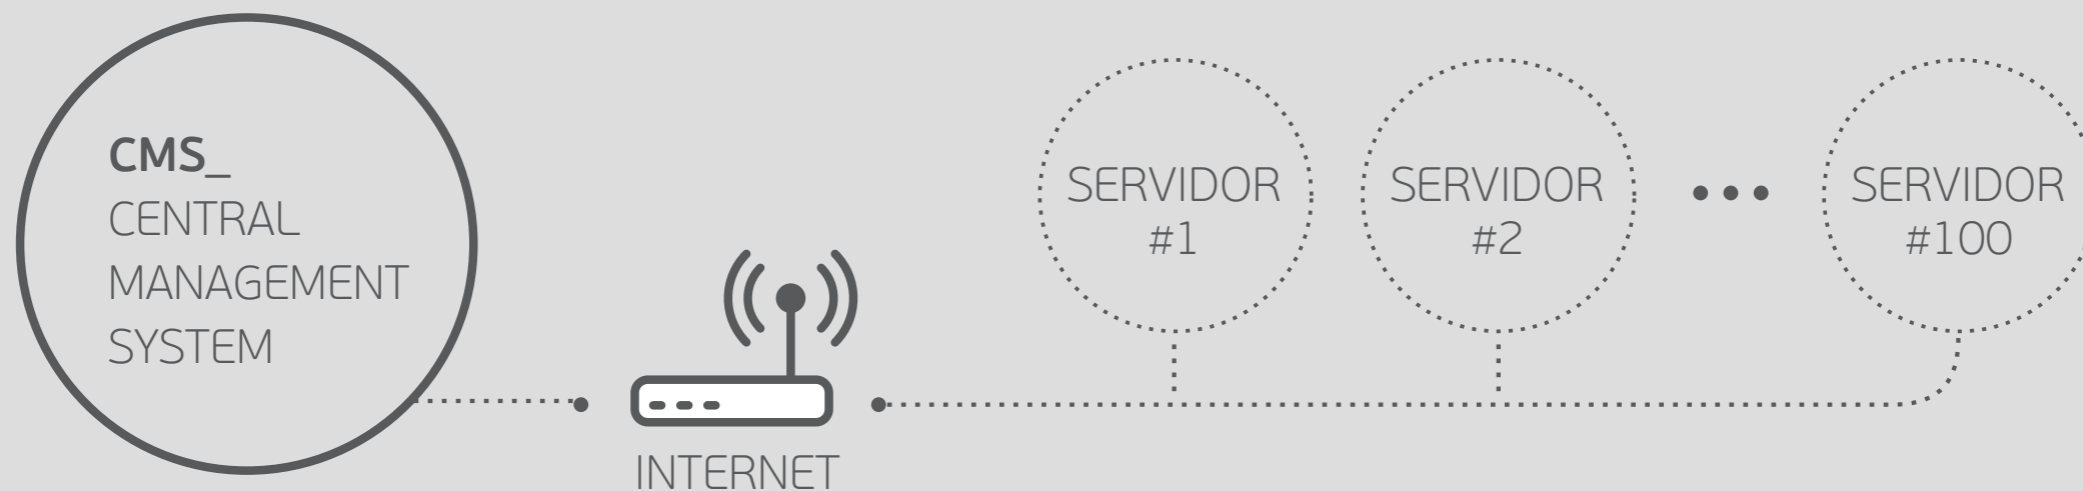 CMS_
CENTRAL
MANAGEMENT
SYSTEM
INTERNET
SERVIDOR
#1
SERVIDOR
#2
SERVIDOR
#100